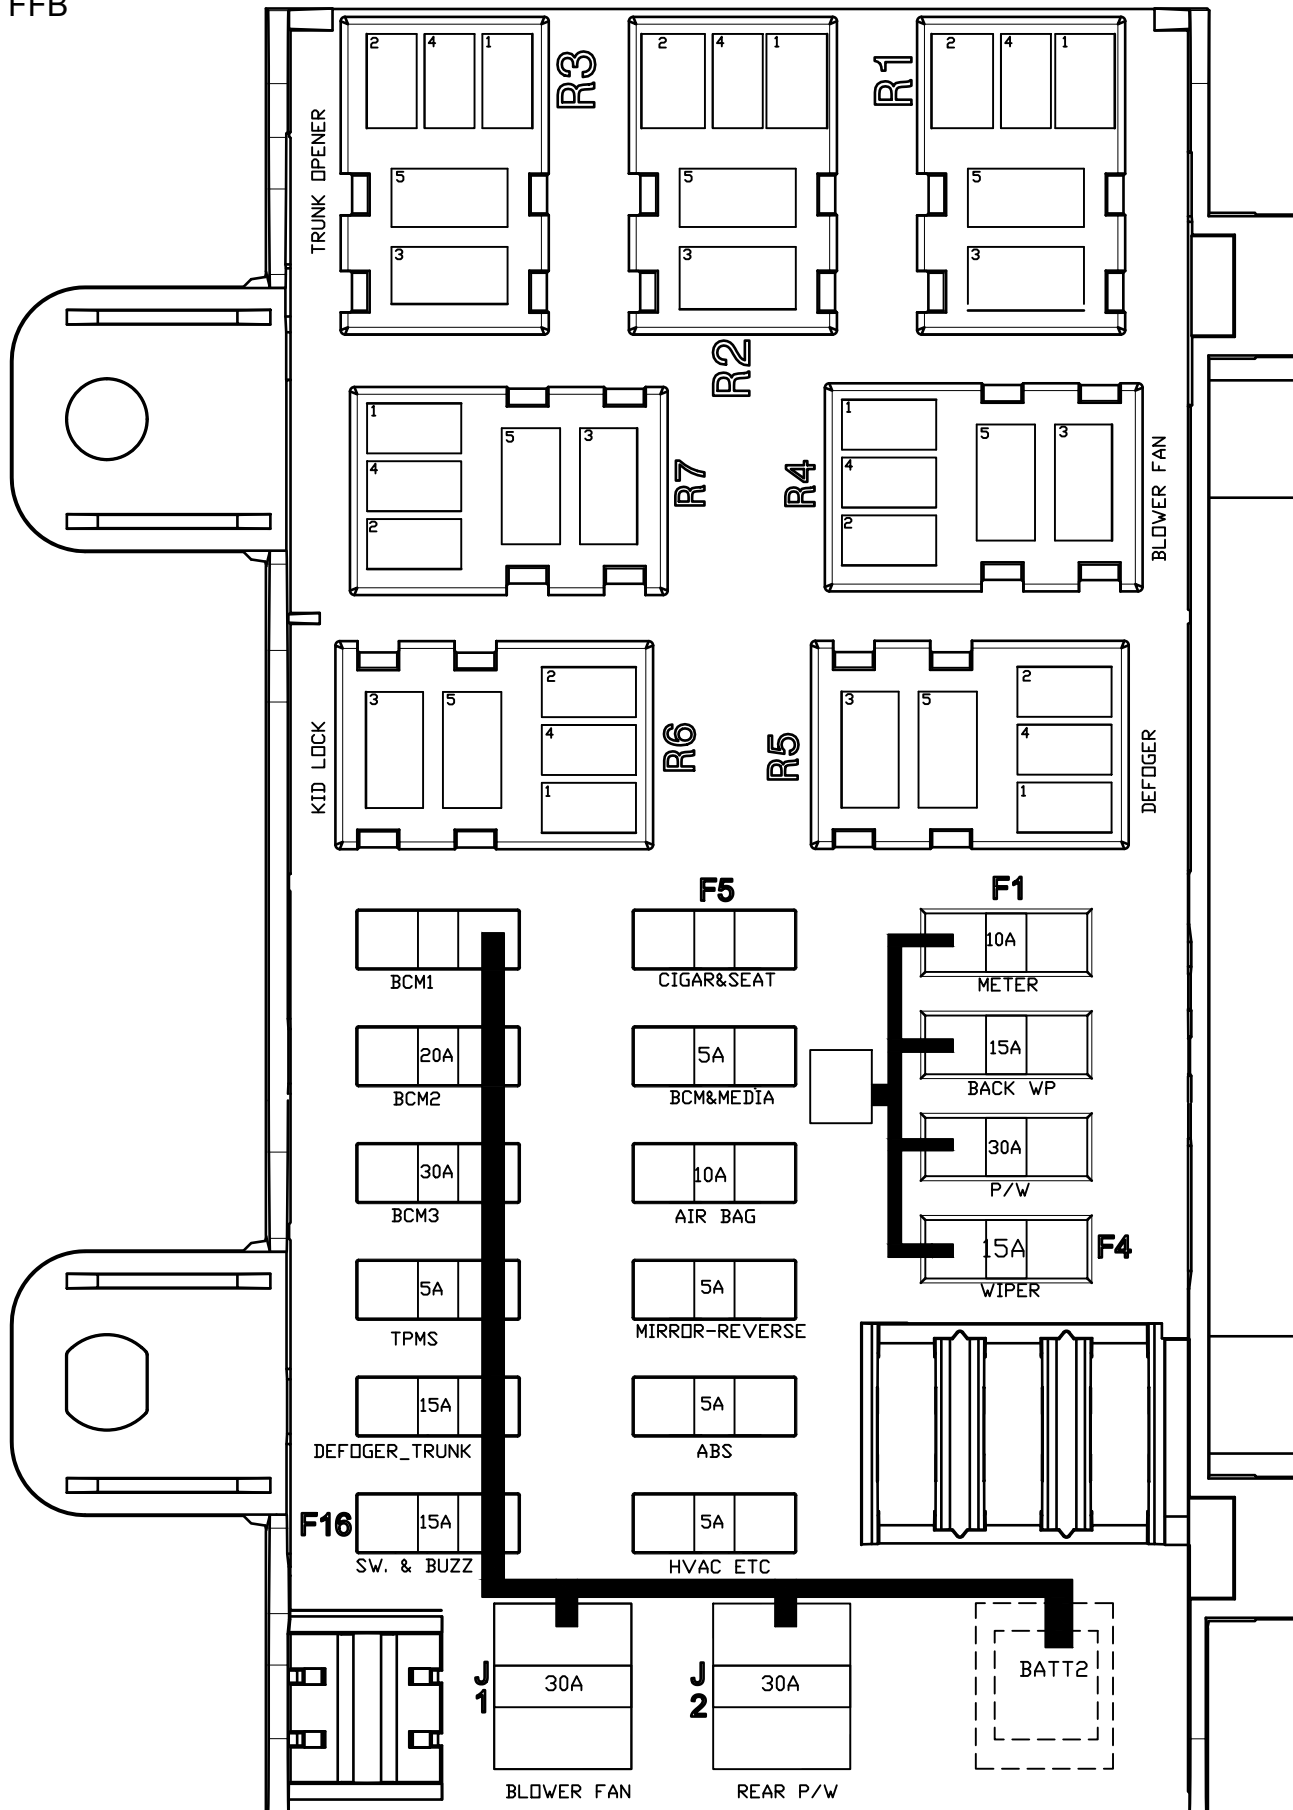 FFB
2 4 1
R3
2 4 1
R1
2 4 1
TRUNK OPENER
5
5
5
3
3
3
R2
1
5
3
4
2
R7
R4
1
5
3
4
2
BLOWER FAN
KID LOCK
3
5
2
4
1
R6
R5
3
5
2
4
1
DEFOGER
F5
F1
10A
BCM1
CIGAR&SEAT
METER
20A
5A
15A
BCM2
BCM&MEDIA
BACK WP
30A
10A
30A
BCM3
AIR BAG
P/W
5A
5A
15A
F4
TPMS
MIRROR-REVERSE
WIPER
15A
5A
DEFOGER_TRUNK
ABS
F16
15A
5A
SW. & BUZZ
HVAC ETC
J
1
30A
J
2
30A
BATT2
BLOWER FAN
REAR P/W